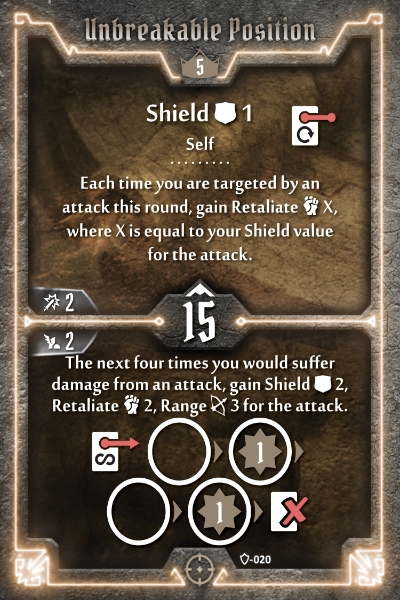 Unbreakable Position
5
Shield 1
Self
Each time you are targeted by an
attack this round, gain Retaliate X,
where X is equal to your Shield value
for the attack.
2
15
2
The next four times you would suffer
damage from an attack, gain Shield 2,
Retaliate 2, Range 3 for the attack.
1
1
-020